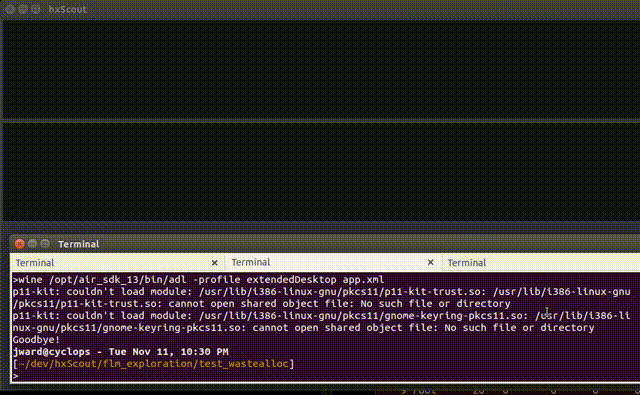 hxScout
Terminal
Terminal
Terminal
Terminal
>wine /opt/air_sdk_13/bin/adl -profile extendedDesktop app.xml
p11-kit: couldn't load module: /usr/lib/i386-linux-gnu/pkcs11/p11-kit-trust.so: /usr/lib/i386-linux-gnu
/pkcs11/p11-kit-trust.so: cannot open shared object file: No such file or directory
p11-kit: couldn't load module: /usr/lib/i386-linux-gnu/pkcs11/gnome-keyring-pkcs11.so: /usr/lib/i386-li
nux-gnu/pkcs11/gnome-keyring-pkcs11.so: cannot open shared object file: No such file or directory
Goodbye!
jward@cyclops - Tue Nov 11, 10:30 PM
[~/dev/hxScout/flm_exploration/test_wastealloc]
>